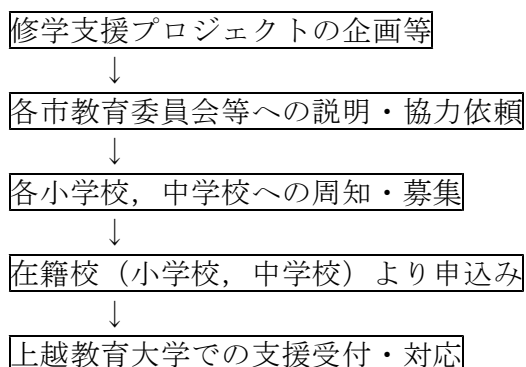 修学支援プロジェクトの企画等
↓
各市教育委員会等への説明・協力依頼
↓
各小学校，中学校への周知・募集
↓
在籍校（小学校，中学校）より申込み
↓
上越教育大学での支援受付・対応